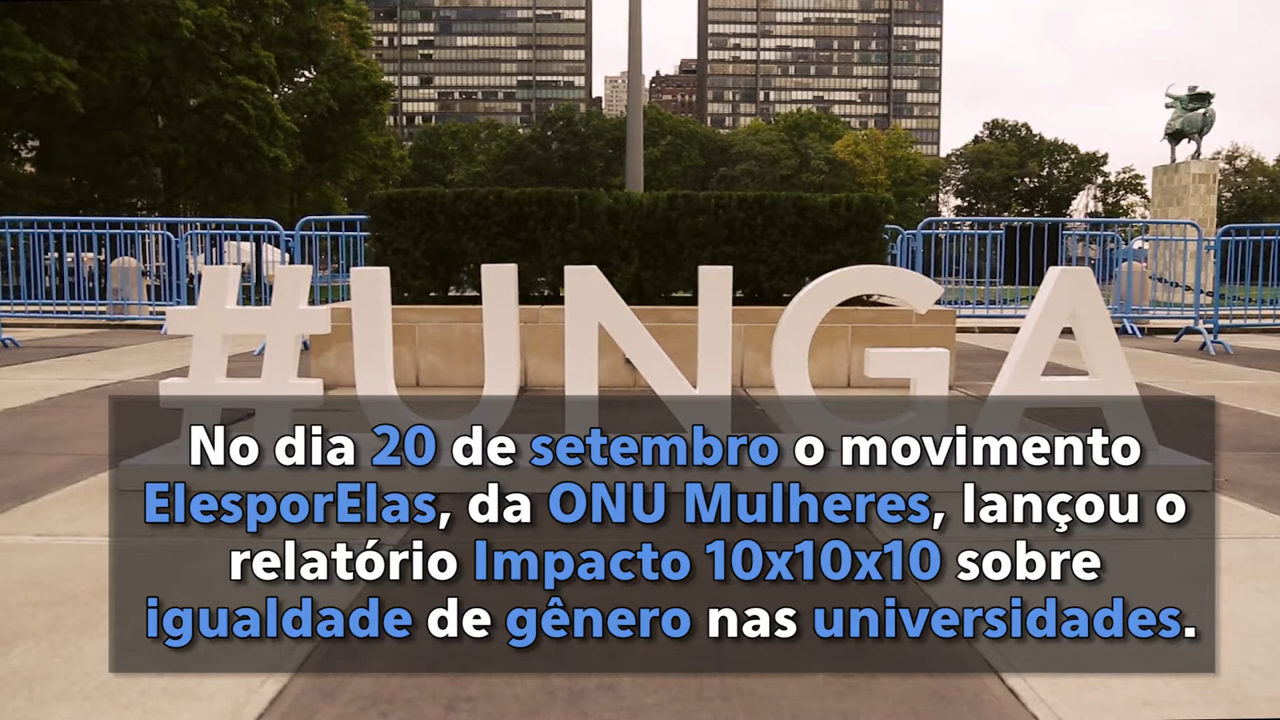 #UNGA
No dia 20 de setembro o movimento
ElesporElas, da ONU Mulheres, lançou o
relatório Impacto 10x10x10 sobre
igualdade de gênero nas universidades.